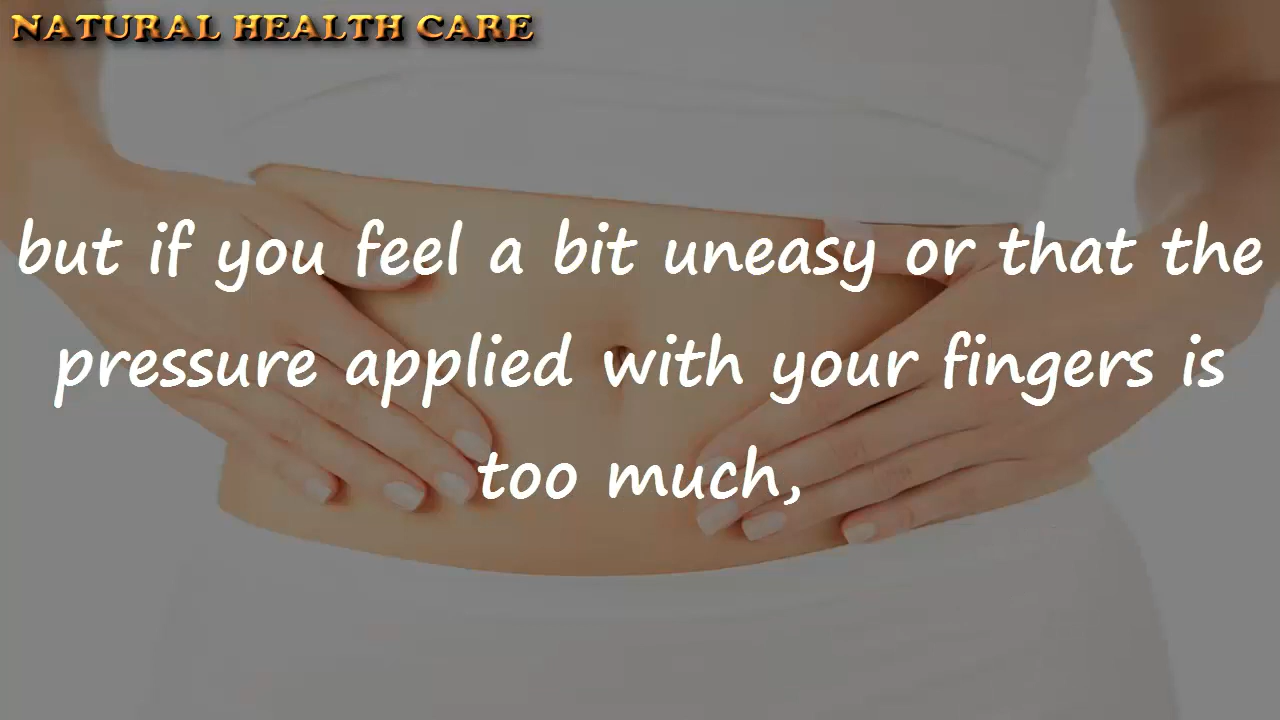 NATURAL HEALTH CARE
but if you feel a bit uneasy or that the
pressure applied with your fingers is
too much,